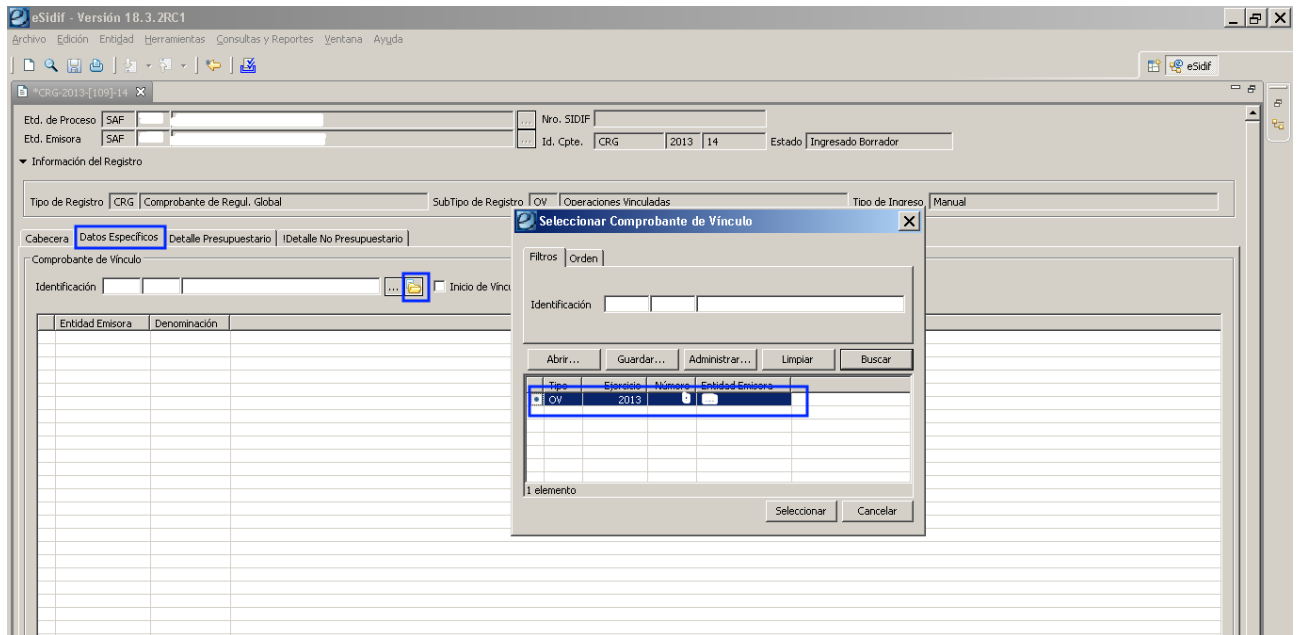 eSidif - Versión 18.3.2RC1
Archivo Edición Entidad Herramientas Consultas y Reportes Ventana Ayuda
eSidif
*CRG-2013-[109]-14
Etd. de Proceso SAF ... Nro. SIDIF
Etd. Emisora SAF ... Id. Cpte. CRG 2013 14 Estado Ingresado Borrador
Información del Registro
Tipo de Registro CRG Comprobante de Regul. Global SubTipo de Registro OV Operaciones Vinculadas Tipo de Ingreso Manual
Cabecera Datos Específicos Detalle Presupuestario !Detalle No Presupuestario
Comprobante de Vínculo
Identificación ... Inicio de Víncu
Entidad Emisora Denominación
Seleccionar Comprobante de Vínculo
Filtros Orden
Identificación
Abrir... Guardar... Administrar... Limpiar Buscar
Tipo Ejercicio Número Entidad Emisora
OV 2013
1 elemento
Seleccionar Cancelar